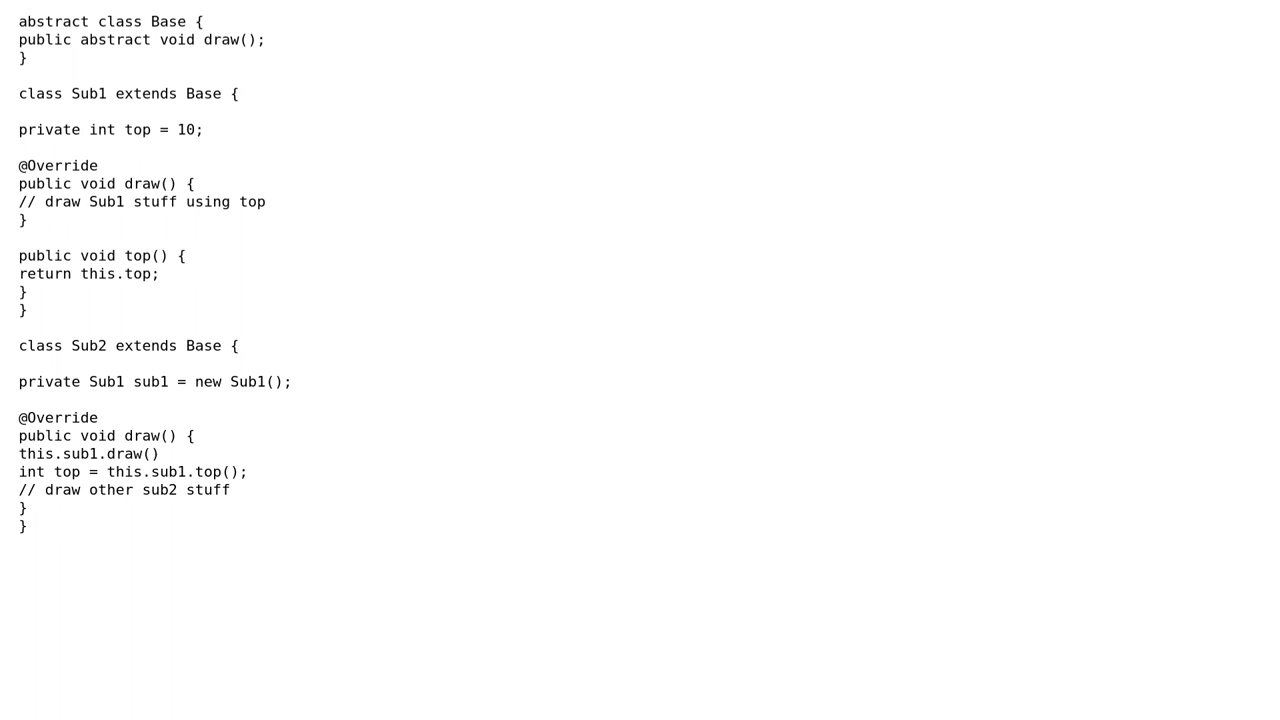 abstract class Base {
public abstract void draw();
}
class Sub1 extends Base {
private int top = 10;
@Override
public void draw() {
// draw Sub1 stuff using top
}
public void top() {
return this.top;
}
}
class Sub2 extends Base {
private Sub1 sub1 = new Sub1();
@Override
public void draw() {
this.sub1.draw()
int top = this.sub1.top();
// draw other sub2 stuff
}
}